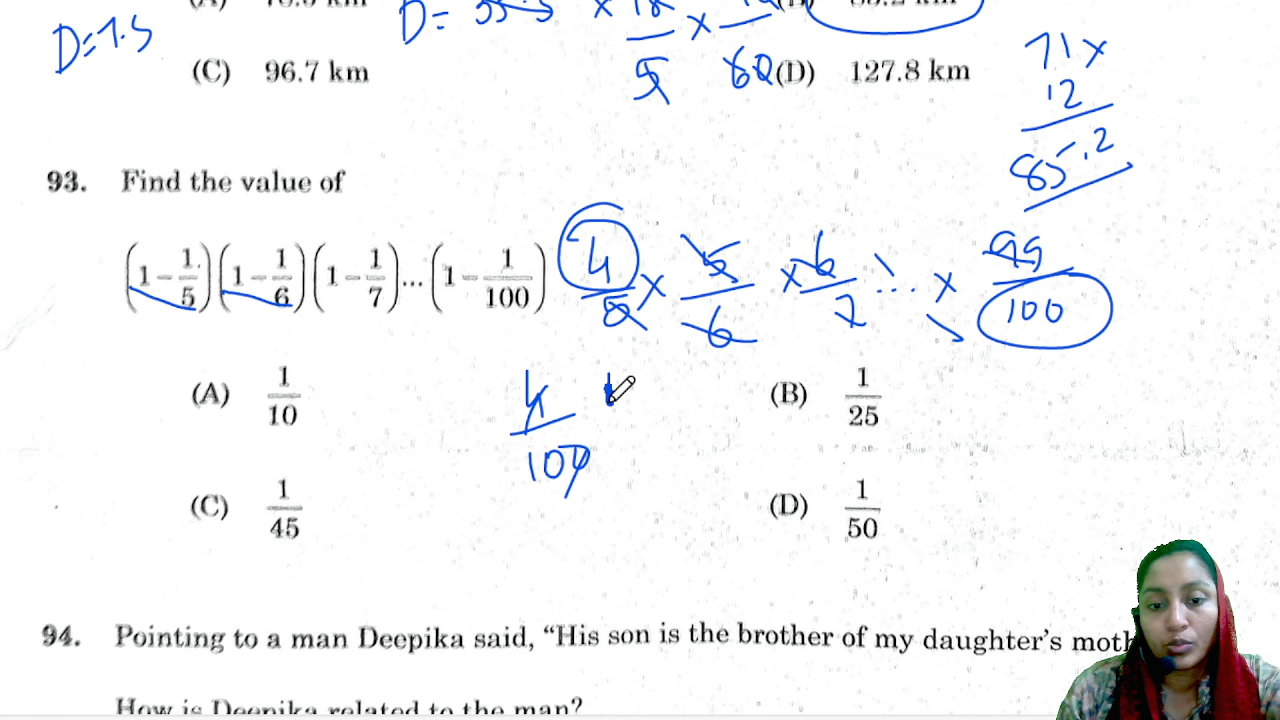 D=7.5
D= 35.5 × 18/5 × /60
(C) 96.7 km
(D) 127.8 km
71 ×
12
85.2
93. Find the value of
(1 − 1/5)(1 − 1/6)(1 − 1/7)...(1 − 1/100)
4/5 × 5/6 × 6/7 ... × 99/100
(A) 1/10
(B) 1/25
4/100 1
(C) 1/45
(D) 1/50
94. Pointing to a man Deepika said, “His son is the brother of my daughter’s
How is Deepika related to the man?